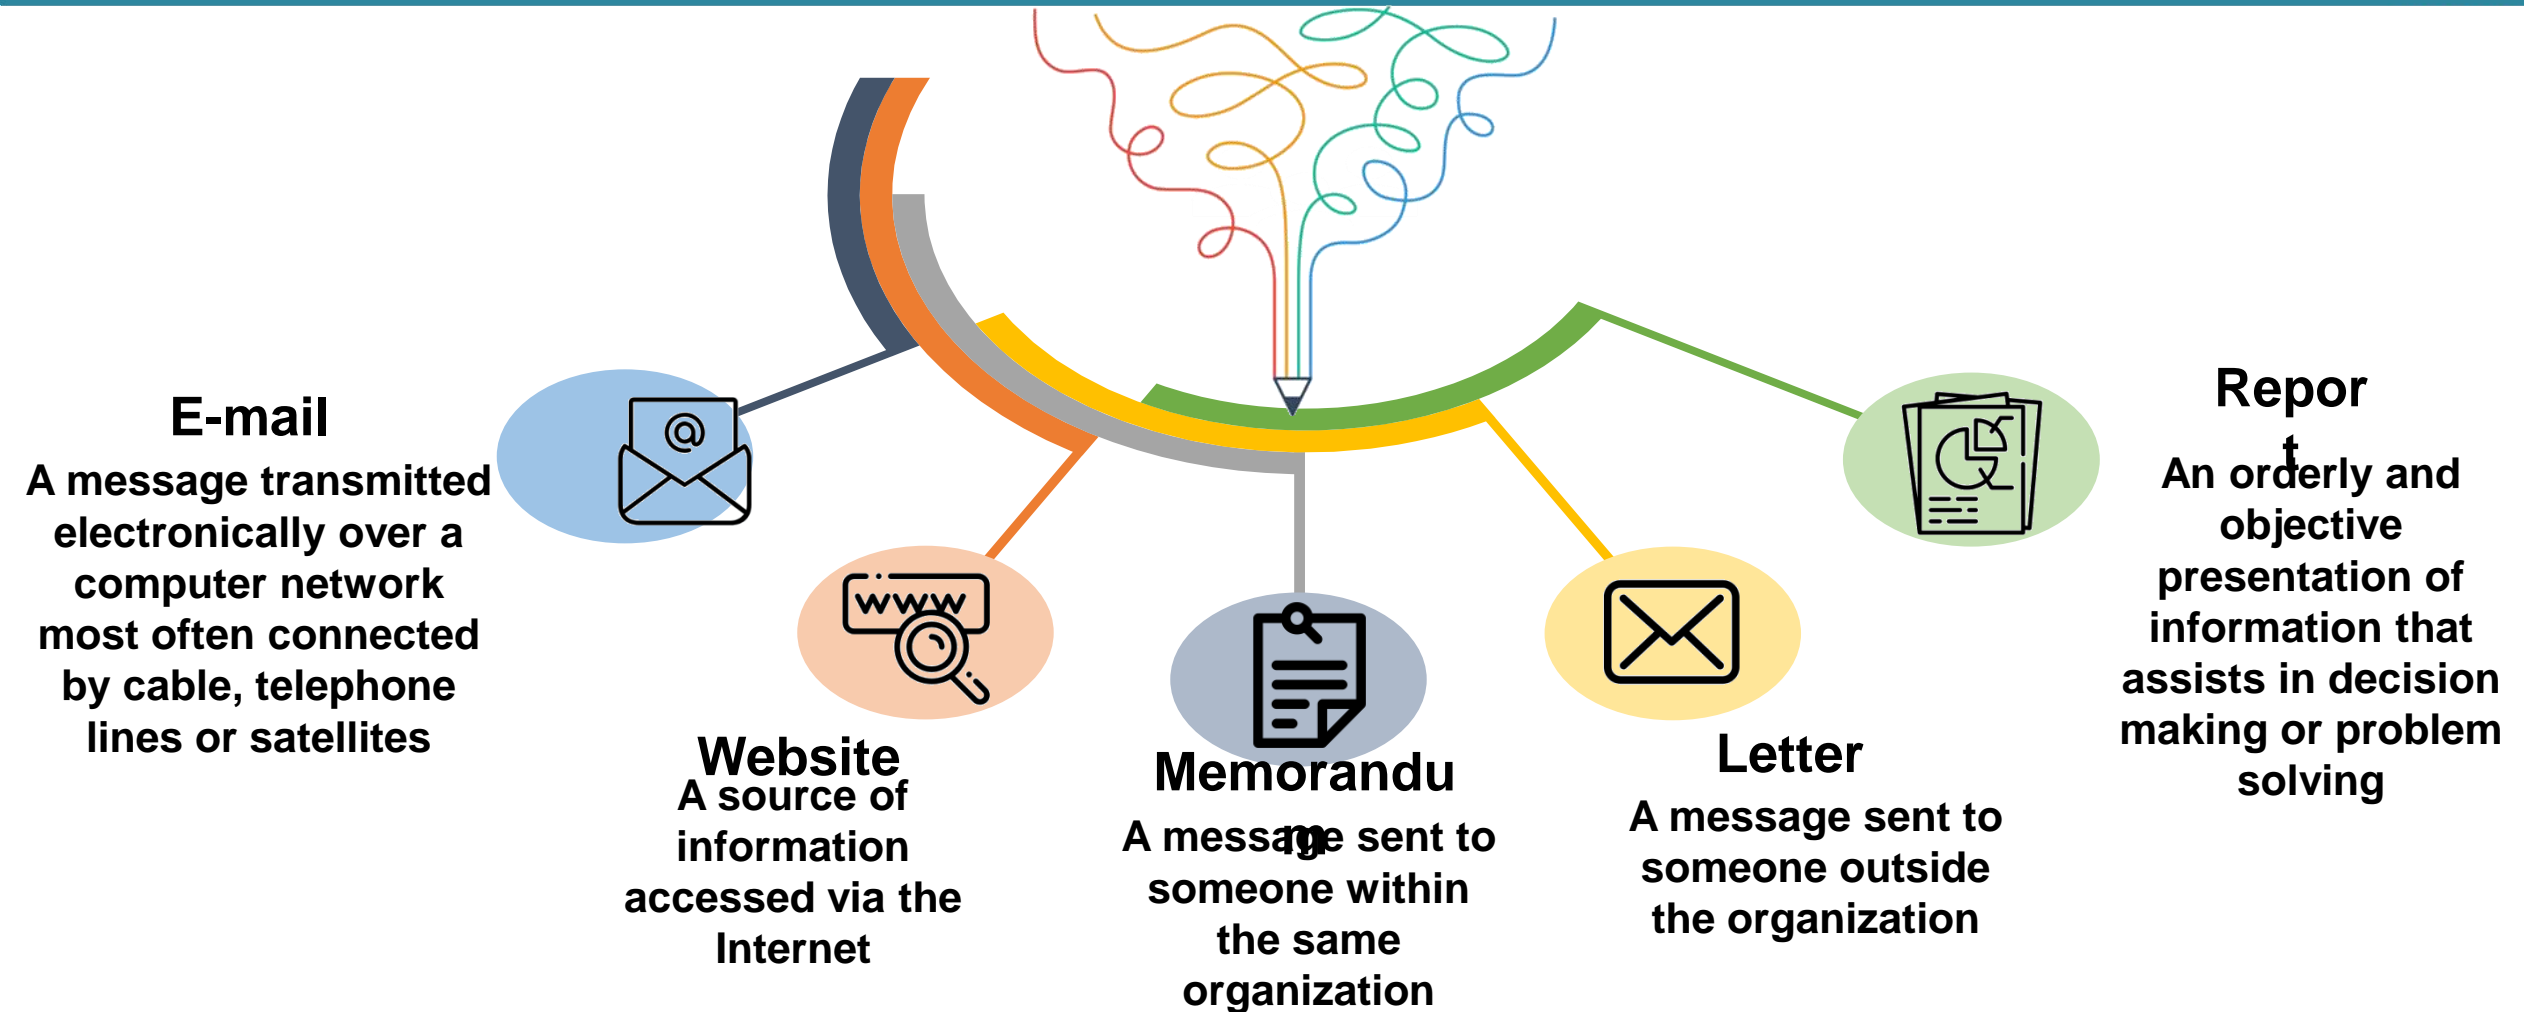 E-mail
A message transmitted
electronically over a
computer network
most often connected
by cable, telephone
lines or satellites
@
www
Website
A source of
information
accessed via the
Internet
Memorandu
m
A message sent to
someone within
the same
organization
Letter
A message sent to
someone outside
the organization
Repor
t
An orderly and
objective
presentation of
information that
assists in decision
making or problem
solving